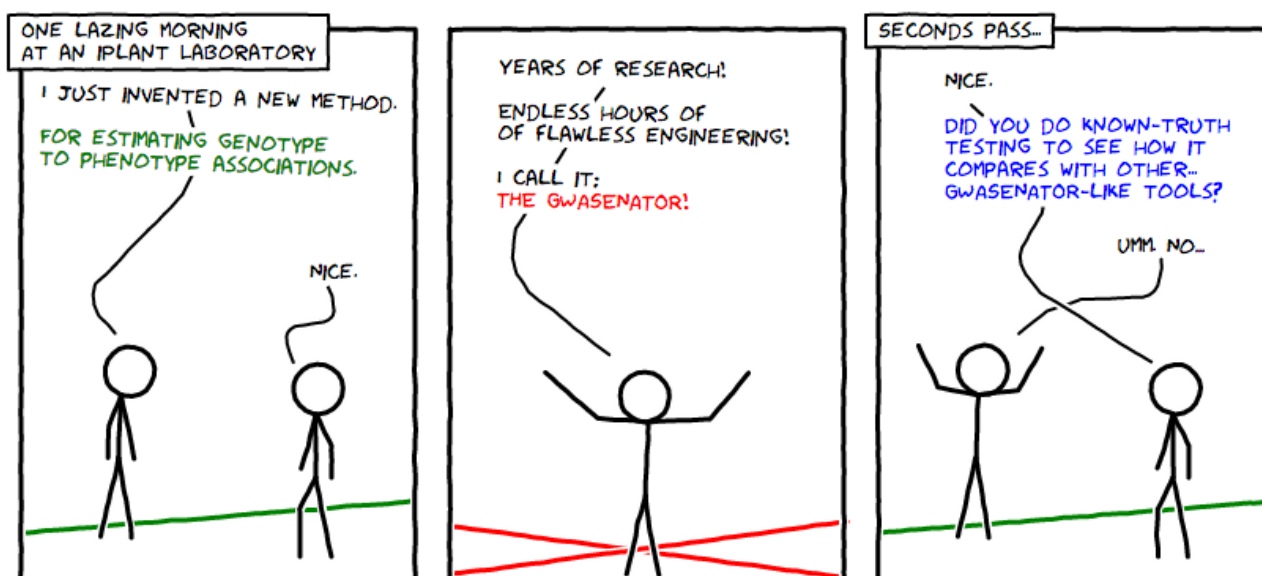 ONE LAZING MORNING
AT AN IPLANT LABORATORY
I JUST INVENTED A NEW METHOD.
FOR ESTIMATING GENOTYPE
TO PHENOTYPE ASSOCIATIONS.
NICE.
YEARS OF RESEARCH!
ENDLESS HOURS OF
OF FLAWLESS ENGINEERING!
I CALL IT:
THE GWASENATOR!
SECONDS PASS...
NICE.
DID YOU DO KNOWN-TRUTH
TESTING TO SEE HOW IT
COMPARES WITH OTHER...
GWASENATOR-LIKE TOOLS?
UMM. NO...